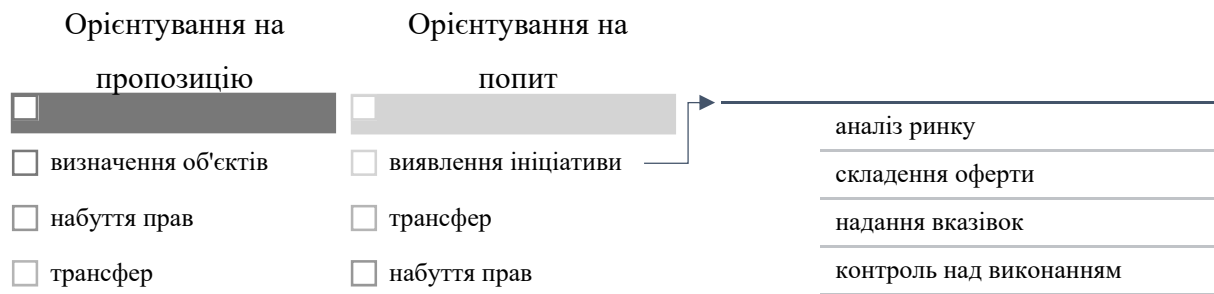 Орієнтування на
пропозицію
визначення об'єктів
набуття прав
трансфер
Орієнтування на
попит
виявлення ініціативи
трансфер
набуття прав
аналіз ринку
складення оферти
надання вказівок
контроль над виконанням